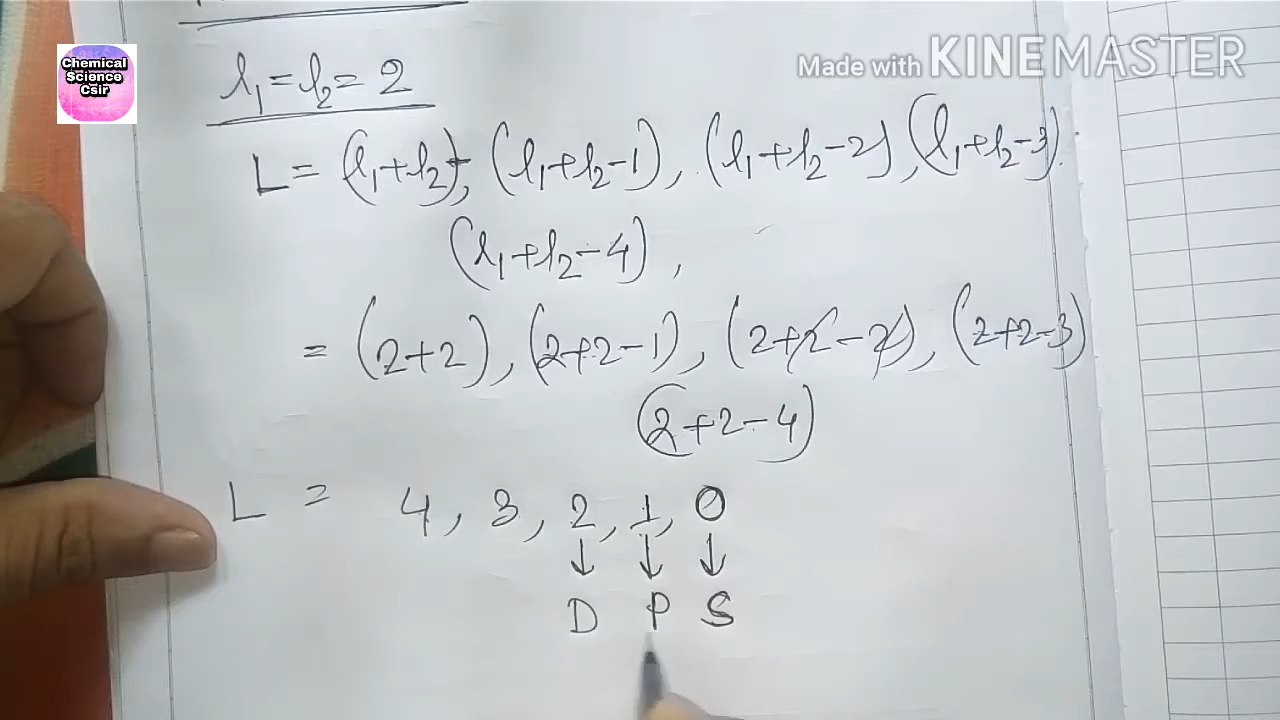 Chemical
Science
Csir
Made with KINEMASTER
l₁ = l₂ = 2
L = (l₁+l₂), (l₁+l₂-1), (l₁+l₂-2), (l₁+l₂-3)
(l₁+l₂-4),
= (2+2), (2+2-1), (2+2-2), (2+2-3)
(2+2-4)
L = 4, 3, 2, 1, 0
↓ ↓ ↓
D P S